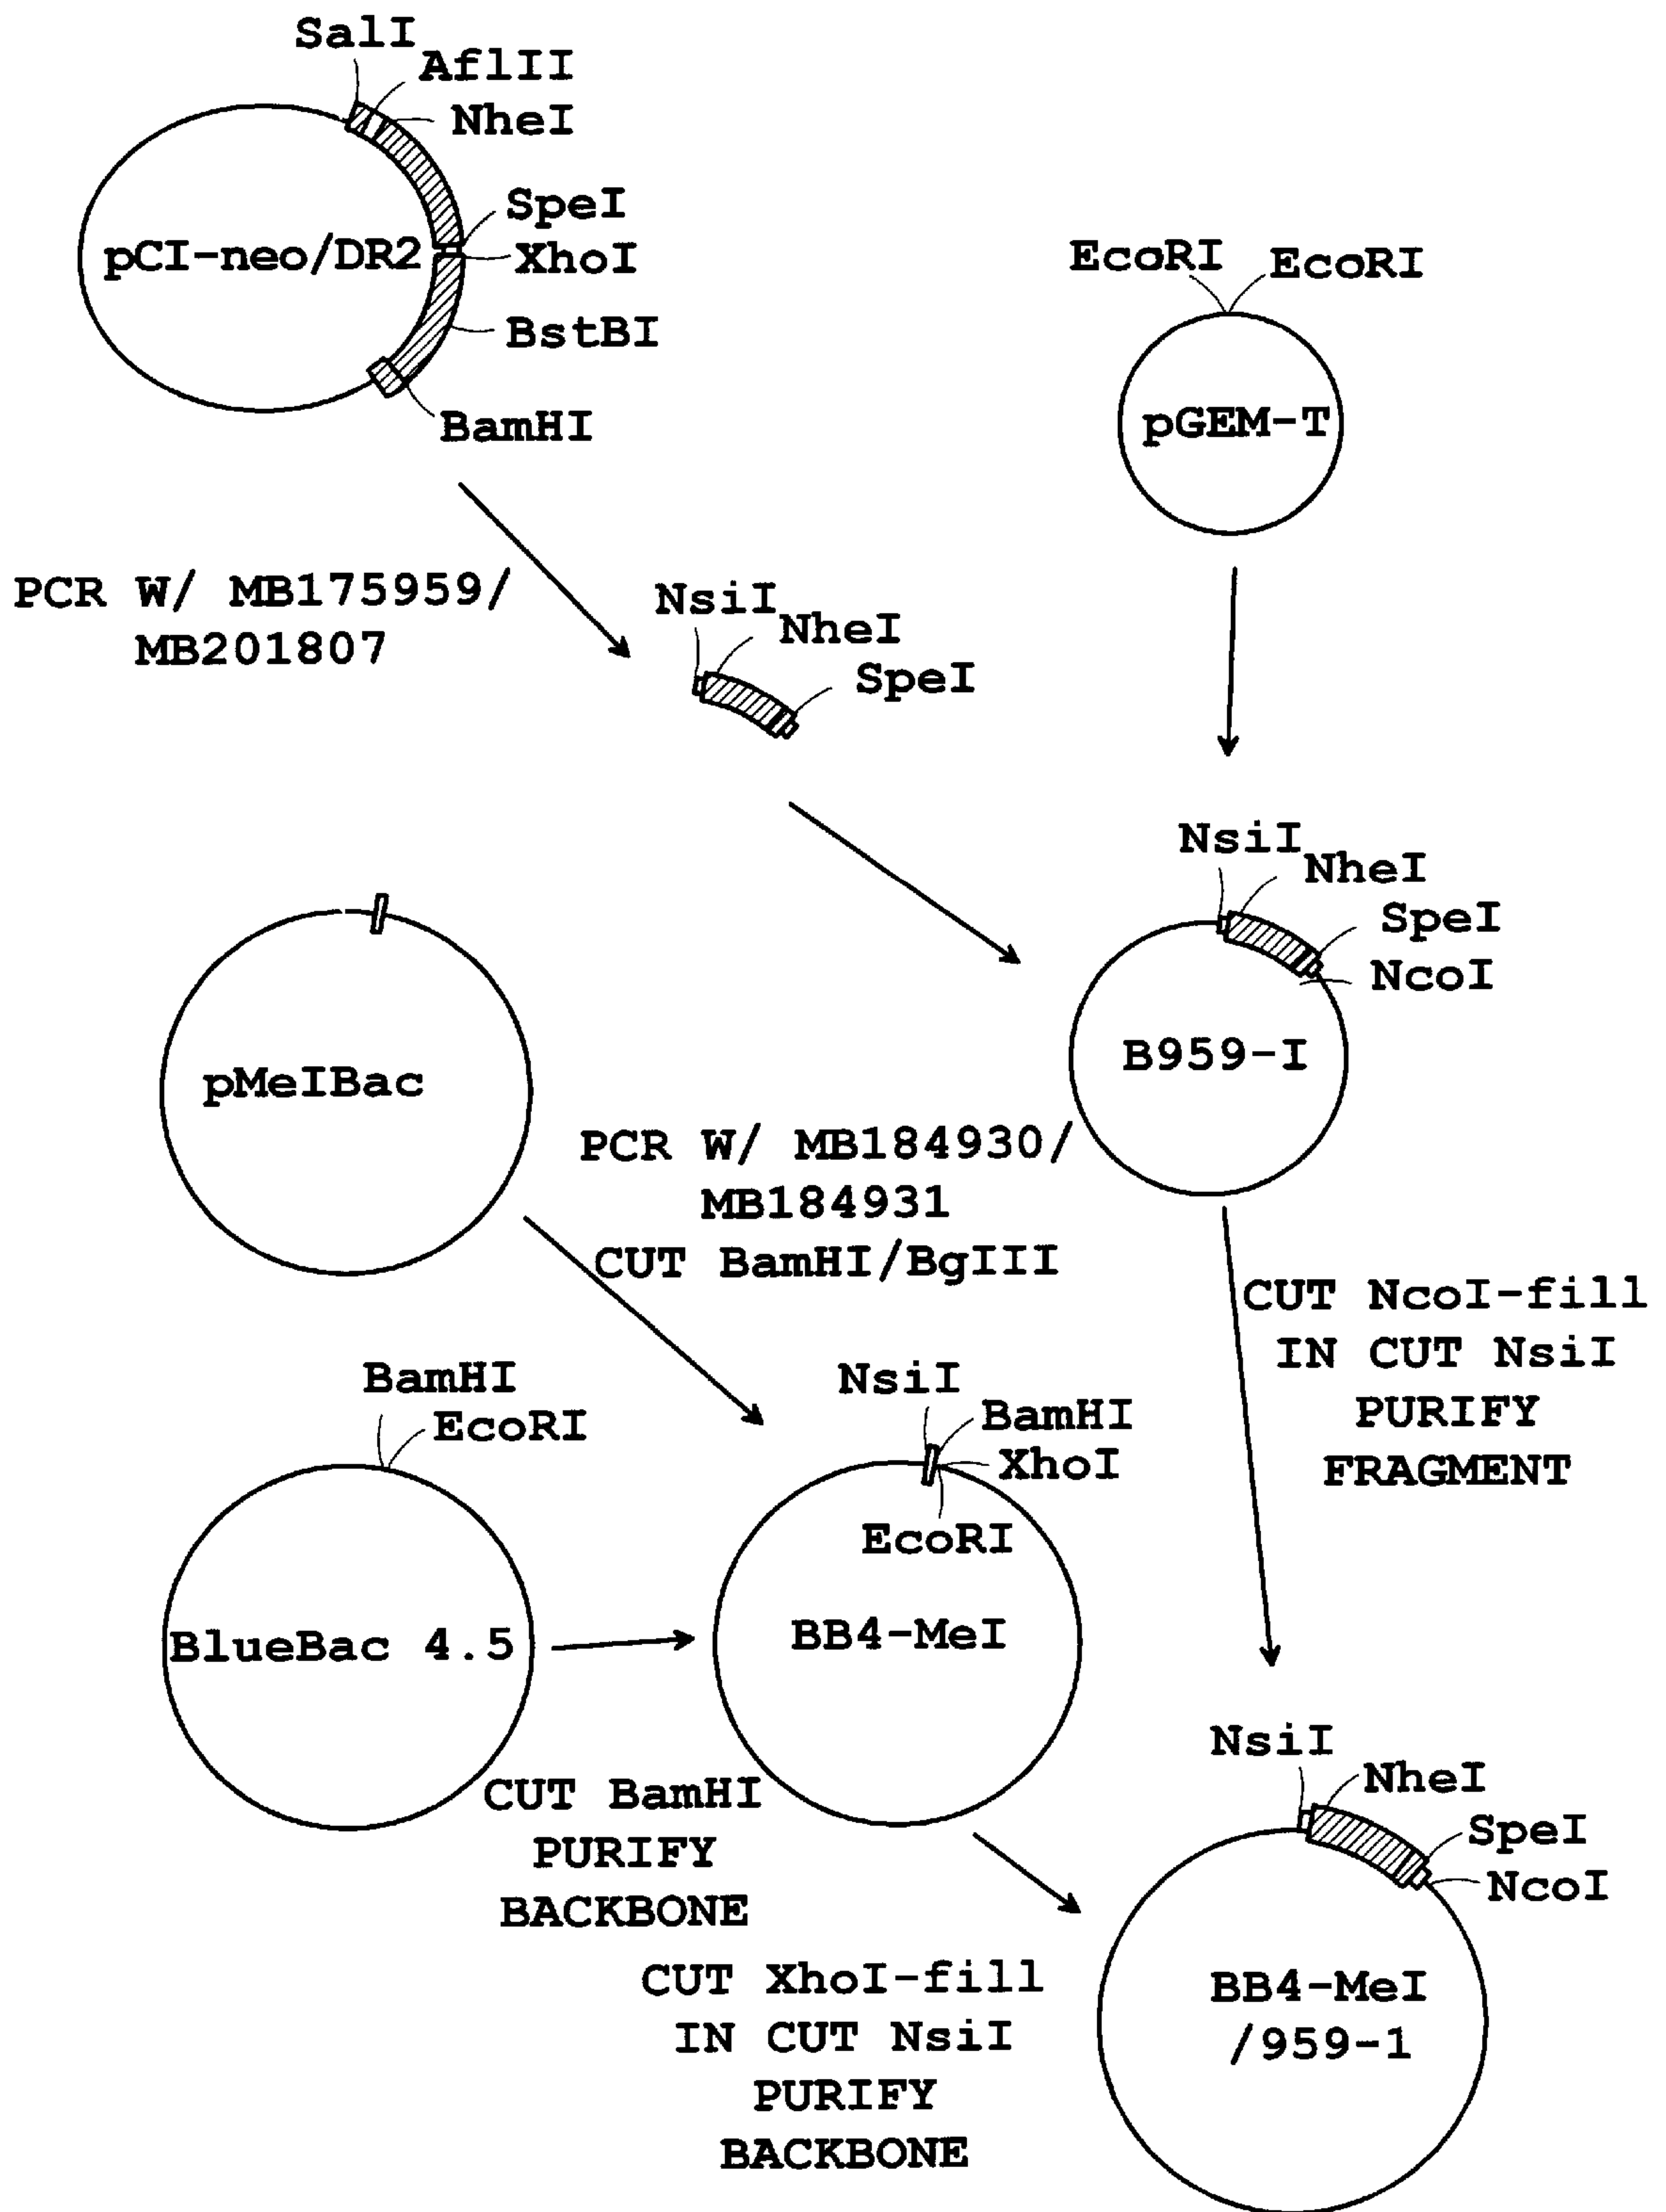 SalI
AflII
NheI
SpeI
pCI-neo/DR2
XhoI
BstBI
BamHI
EcoRI
EcoRI
pGEM-T
PCR W/ MB175959/
MB201807
NsiI
NheI
SpeI
NsiI
NheI
SpeI
NcoI
B959-I
pMeIBac
PCR W/ MB184930/
MB184931
CUT BamHI/BgIII
CUT NcoI-fill
IN CUT NsiI
PURIFY
FRAGMENT
BamHI
EcoRI
BlueBac 4.5
NsiI
BamHI
XhoI
EcoRI
BB4-MeI
CUT BamHI
PURIFY
BACKBONE
CUT XhoI-fill
IN CUT NsiI
PURIFY
BACKBONE
NsiI
NheI
SpeI
NcoI
BB4-MeI
/959-1